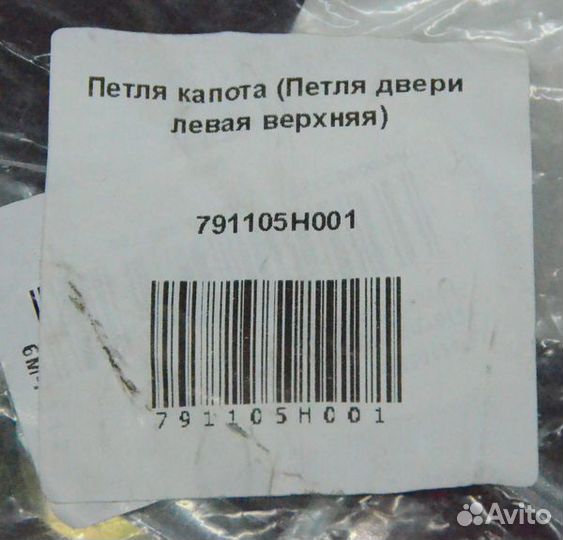 Петля капота (Петля двери
левая верхняя)
791105H001
791105H001
Avito